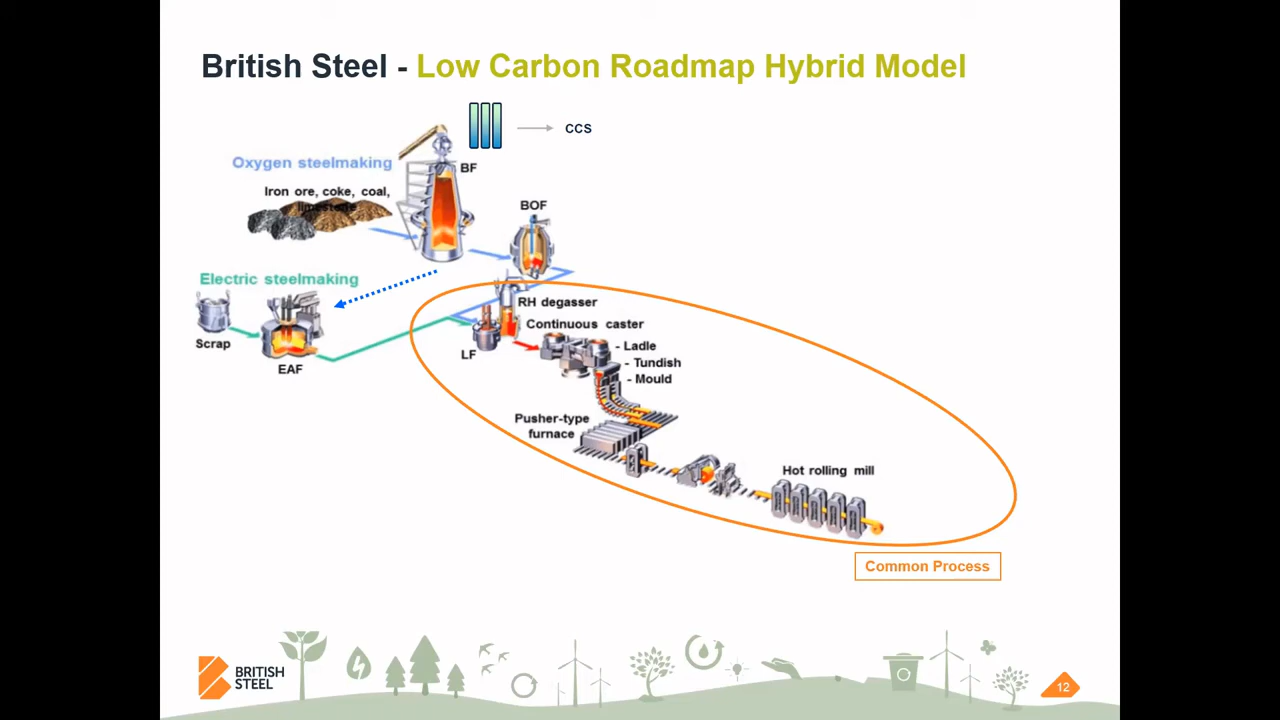 British Steel - Low Carbon Roadmap Hybrid Model
CCS
Oxygen steelmaking
BF
Iron ore, coke, coal,
limestone
BOF
Electric steelmaking
RH degasser
Continuous caster
- Ladle
- Tundish
- Mould
Scrap
LF
EAF
Pusher-type
furnace
Hot rolling mill
Common Process
BRITISH
STEEL
12